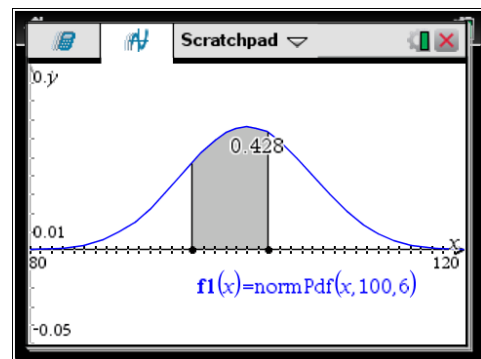 Scratchpad
0.y
0.428
0.01
x
80
120
f1(x)=normPdf(x,100,6)
-0.05